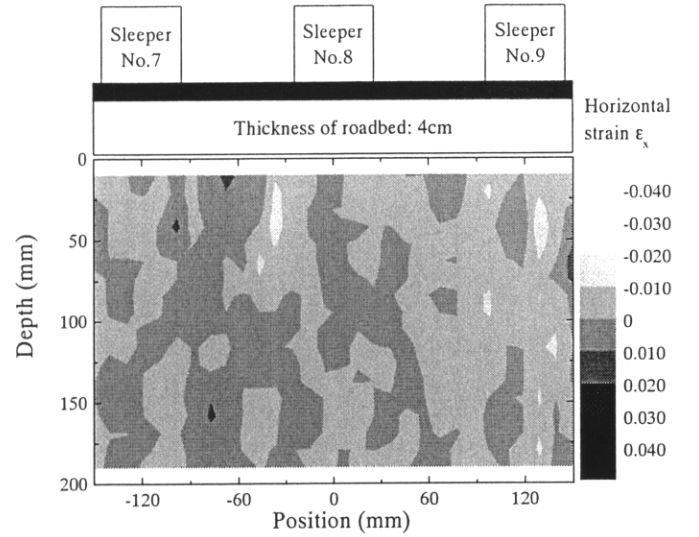 Sleeper
No.7
Sleeper
No.8
Sleeper
No.9
Thickness of roadbed: 4cm
Horizontal
strain εx
-0.040
-0.030
-0.020
-0.010
0
0.010
0.020
0.030
0.040
0
50
100
150
200
Depth (mm)
-120
-60
0
60
120
Position (mm)